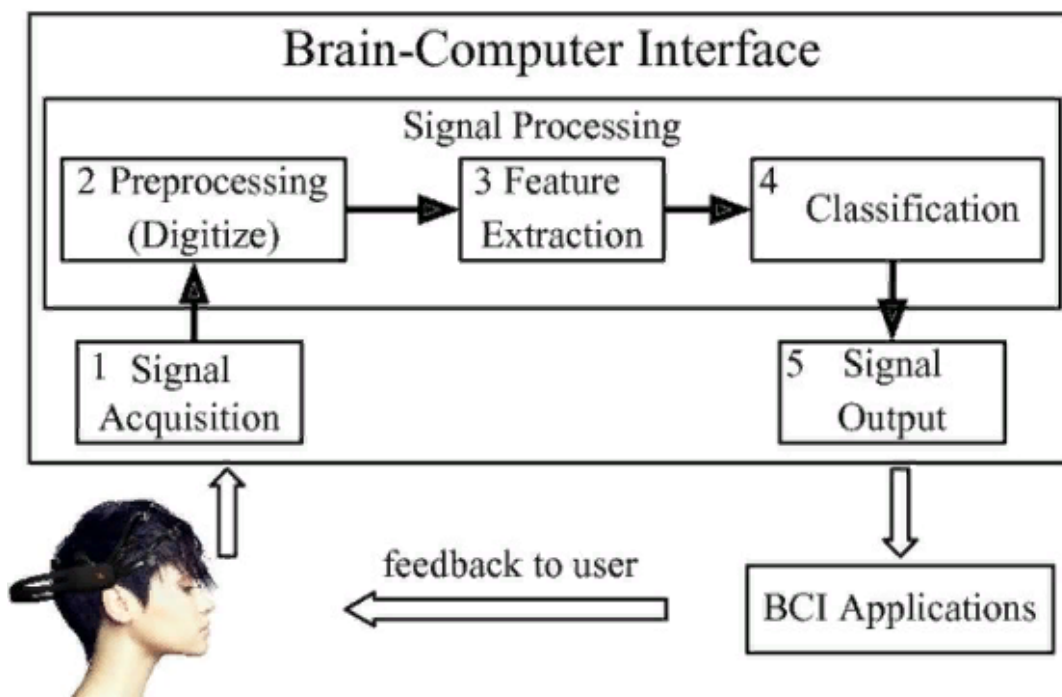 Brain-Computer Interface
Signal Processing
2 Preprocessing
(Digitize)
3 Feature
Extraction
4
Classification
1 Signal
Acquisition
5 Signal
Output
feedback to user
BCI Applications